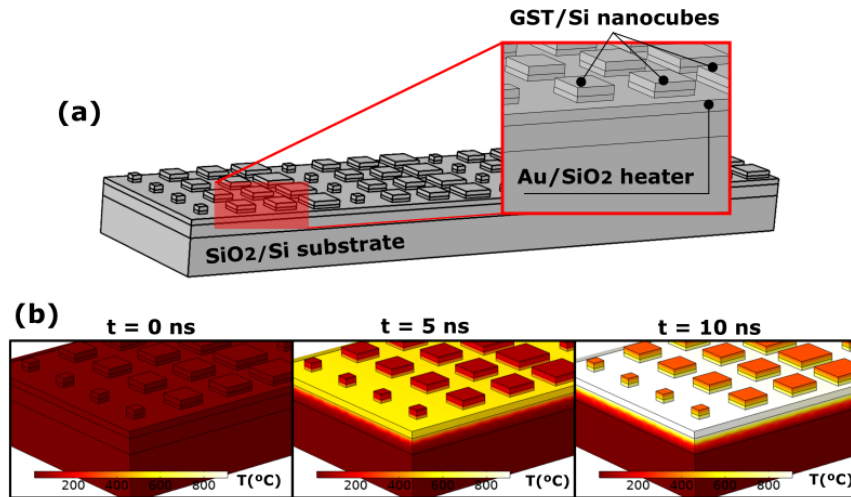 GST/Si nanocubes
(a)
Au/SiO2 heater
SiO2/Si substrate
(b)
t = 0 ns
t = 5 ns
t = 10 ns
200 400 600 800 T(ºC)
200 400 600 800 T(ºC)
200 400 600 800 T(ºC)